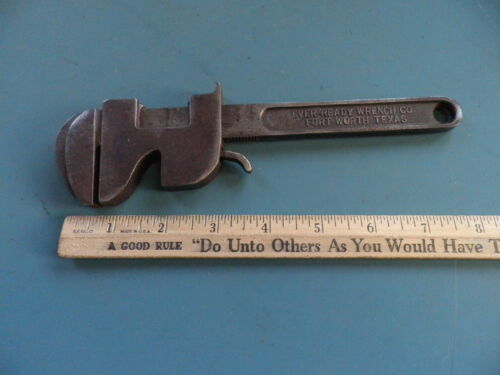 EVER-READY WRENCH CO.
FORT WORTH TEXAS
1 2 3 4 5 6 7 8
SENCO MADE IN U.S.A.
A GOOD RULE "Do Unto Others As You Would Have T